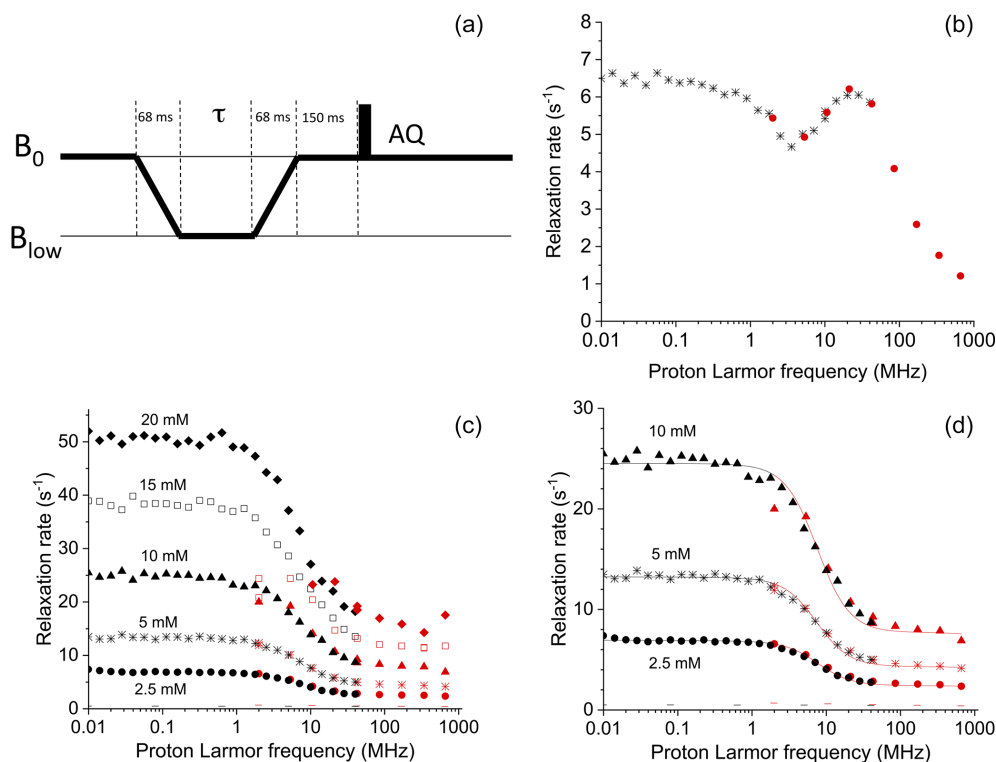 (a)
68 ms τ 68 ms 150 ms
B0 AQ
Blow
(b)
Relaxation rate (s⁻¹)
8
7
6
5
4
3
2
1
0
0.01 0.1 1 10 100 1000
Proton Larmor frequency (MHz)
(c)
Relaxation rate (s⁻¹)
50
40
30
20
10
0
20 mM
15 mM
10 mM
5 mM
2.5 mM
0.01 0.1 1 10 100 1000
Proton Larmor frequency (MHz)
(d)
Relaxation rate (s⁻¹)
30
20
10
0
10 mM
5 mM
2.5 mM
0.01 0.1 1 10 100 1000
Proton Larmor frequency (MHz)